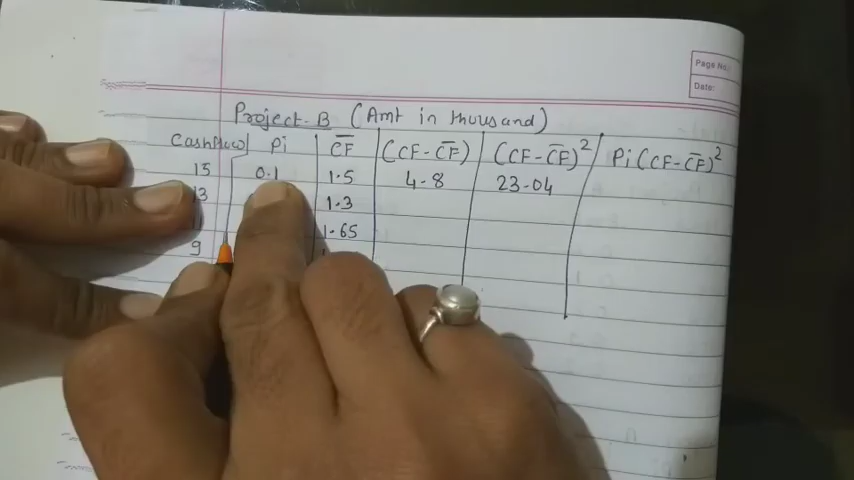 Page No.:
Date:
Project-B (Amt in thousand)
Cashflow Pi C̅F̅ (CF-C̅F̅) (CF-C̅F̅)² Pi(CF-C̅F̅)²
15 0.1 1.5 4.8 23.04
13 1.3
1.65
9